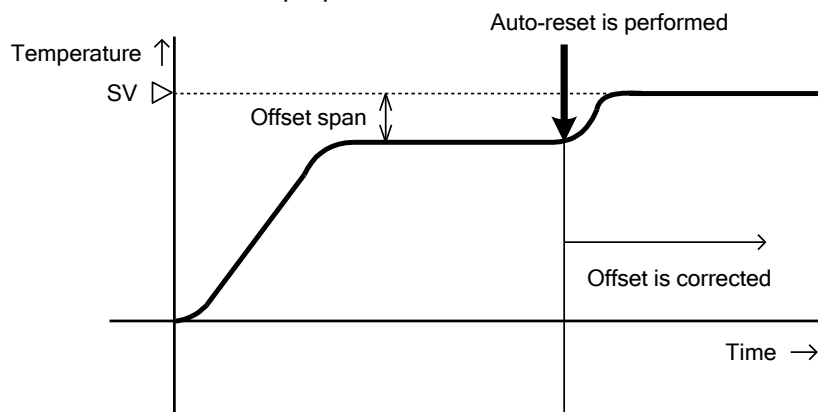 Auto-reset is performed
Temperature ↑
SV ▷
Offset span
Offset is corrected
Time →